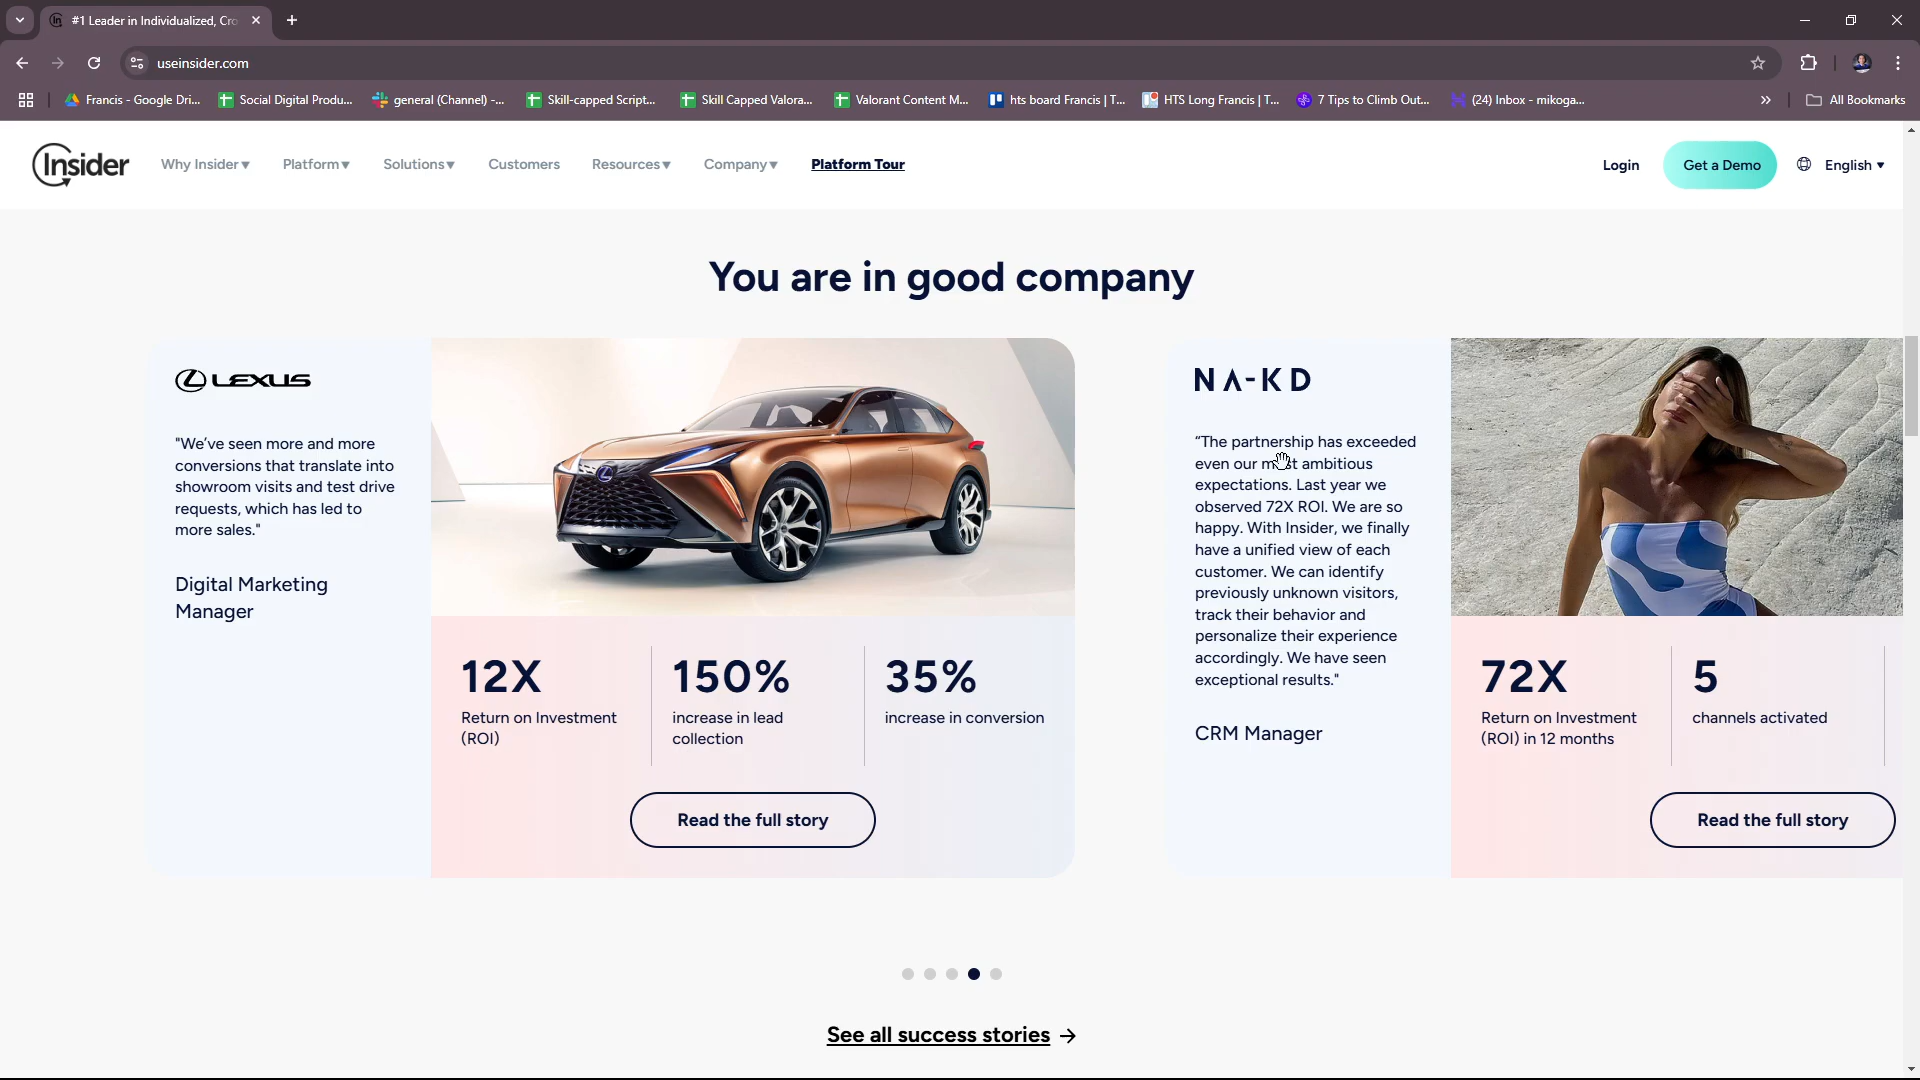 #1 Leader in Individualized, Cro
useinsider.com
Francis - Google Dri...
Social Digital Produ...
general (Channel) -...
Skill-capped Script...
Skill Capped Valora...
Valorant Content M...
hts board Francis | T...
HTS Long Francis | T...
7 Tips to Climb Out...
(24) Inbox - mikoga...
»
All Bookmarks
Insider
Why Insider▼
Platform▼
Solutions▼
Customers
Resources▼
Company▼
Platform Tour
Login
Get a Demo
English ▼
You are in good company
LEXUS
"We've seen more and more
conversions that translate into
showroom visits and test drive
requests, which has led to
more sales."
Digital Marketing
Manager
12X
Return on Investment
(ROI)
150%
increase in lead
collection
35%
increase in conversion
Read the full story
NA-KD
“The partnership has exceeded
even our most ambitious
expectations. Last year we
observed 72X ROI. We are so
happy. With Insider, we finally
have a unified view of each
customer. We can identify
previously unknown visitors,
track their behavior and
personalize their experience
accordingly. We have seen
exceptional results."
CRM Manager
72X
Return on Investment
(ROI) in 12 months
5
channels activated
Read the full story
See all success stories →